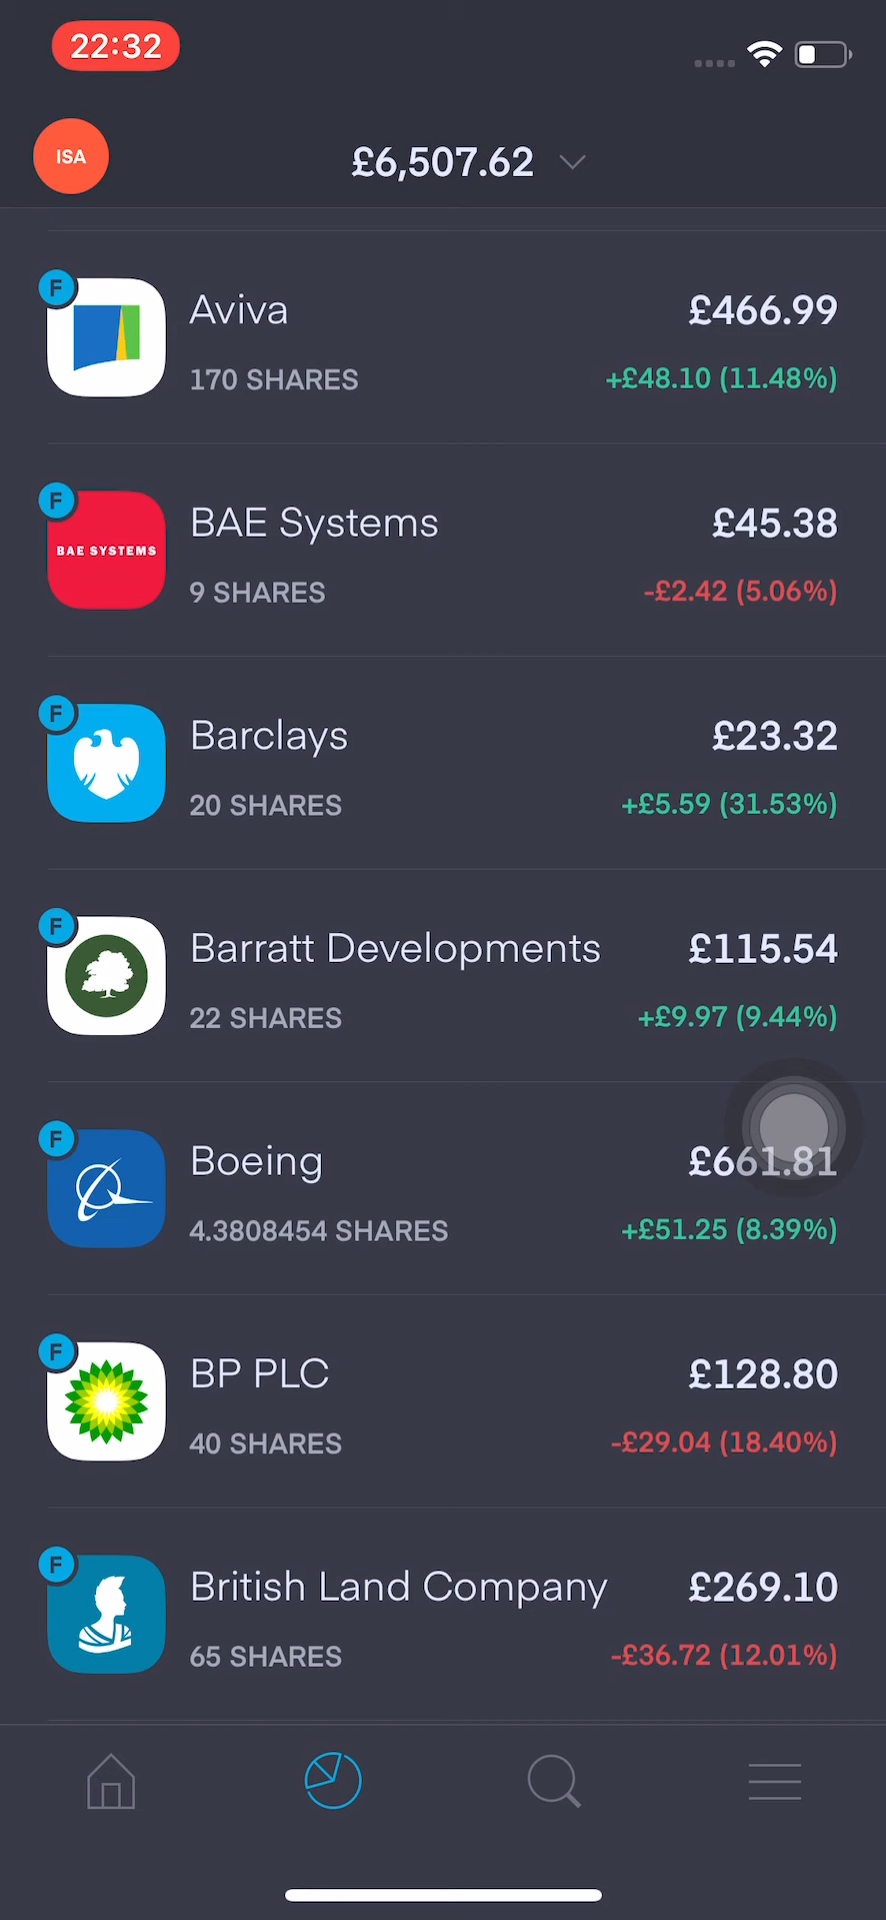 22:32
ISA
£6,507.62
F
Aviva
£466.99
170 SHARES
+£48.10 (11.48%)
F
BAE SYSTEMS
BAE Systems
£45.38
9 SHARES
-£2.42 (5.06%)
F
Barclays
£23.32
20 SHARES
+£5.59 (31.53%)
F
Barratt Developments
£115.54
22 SHARES
+£9.97 (9.44%)
F
Boeing
£661.81
4.3808454 SHARES
+£51.25 (8.39%)
F
BP PLC
£128.80
40 SHARES
-£29.04 (18.40%)
F
British Land Company
£269.10
65 SHARES
-£36.72 (12.01%)